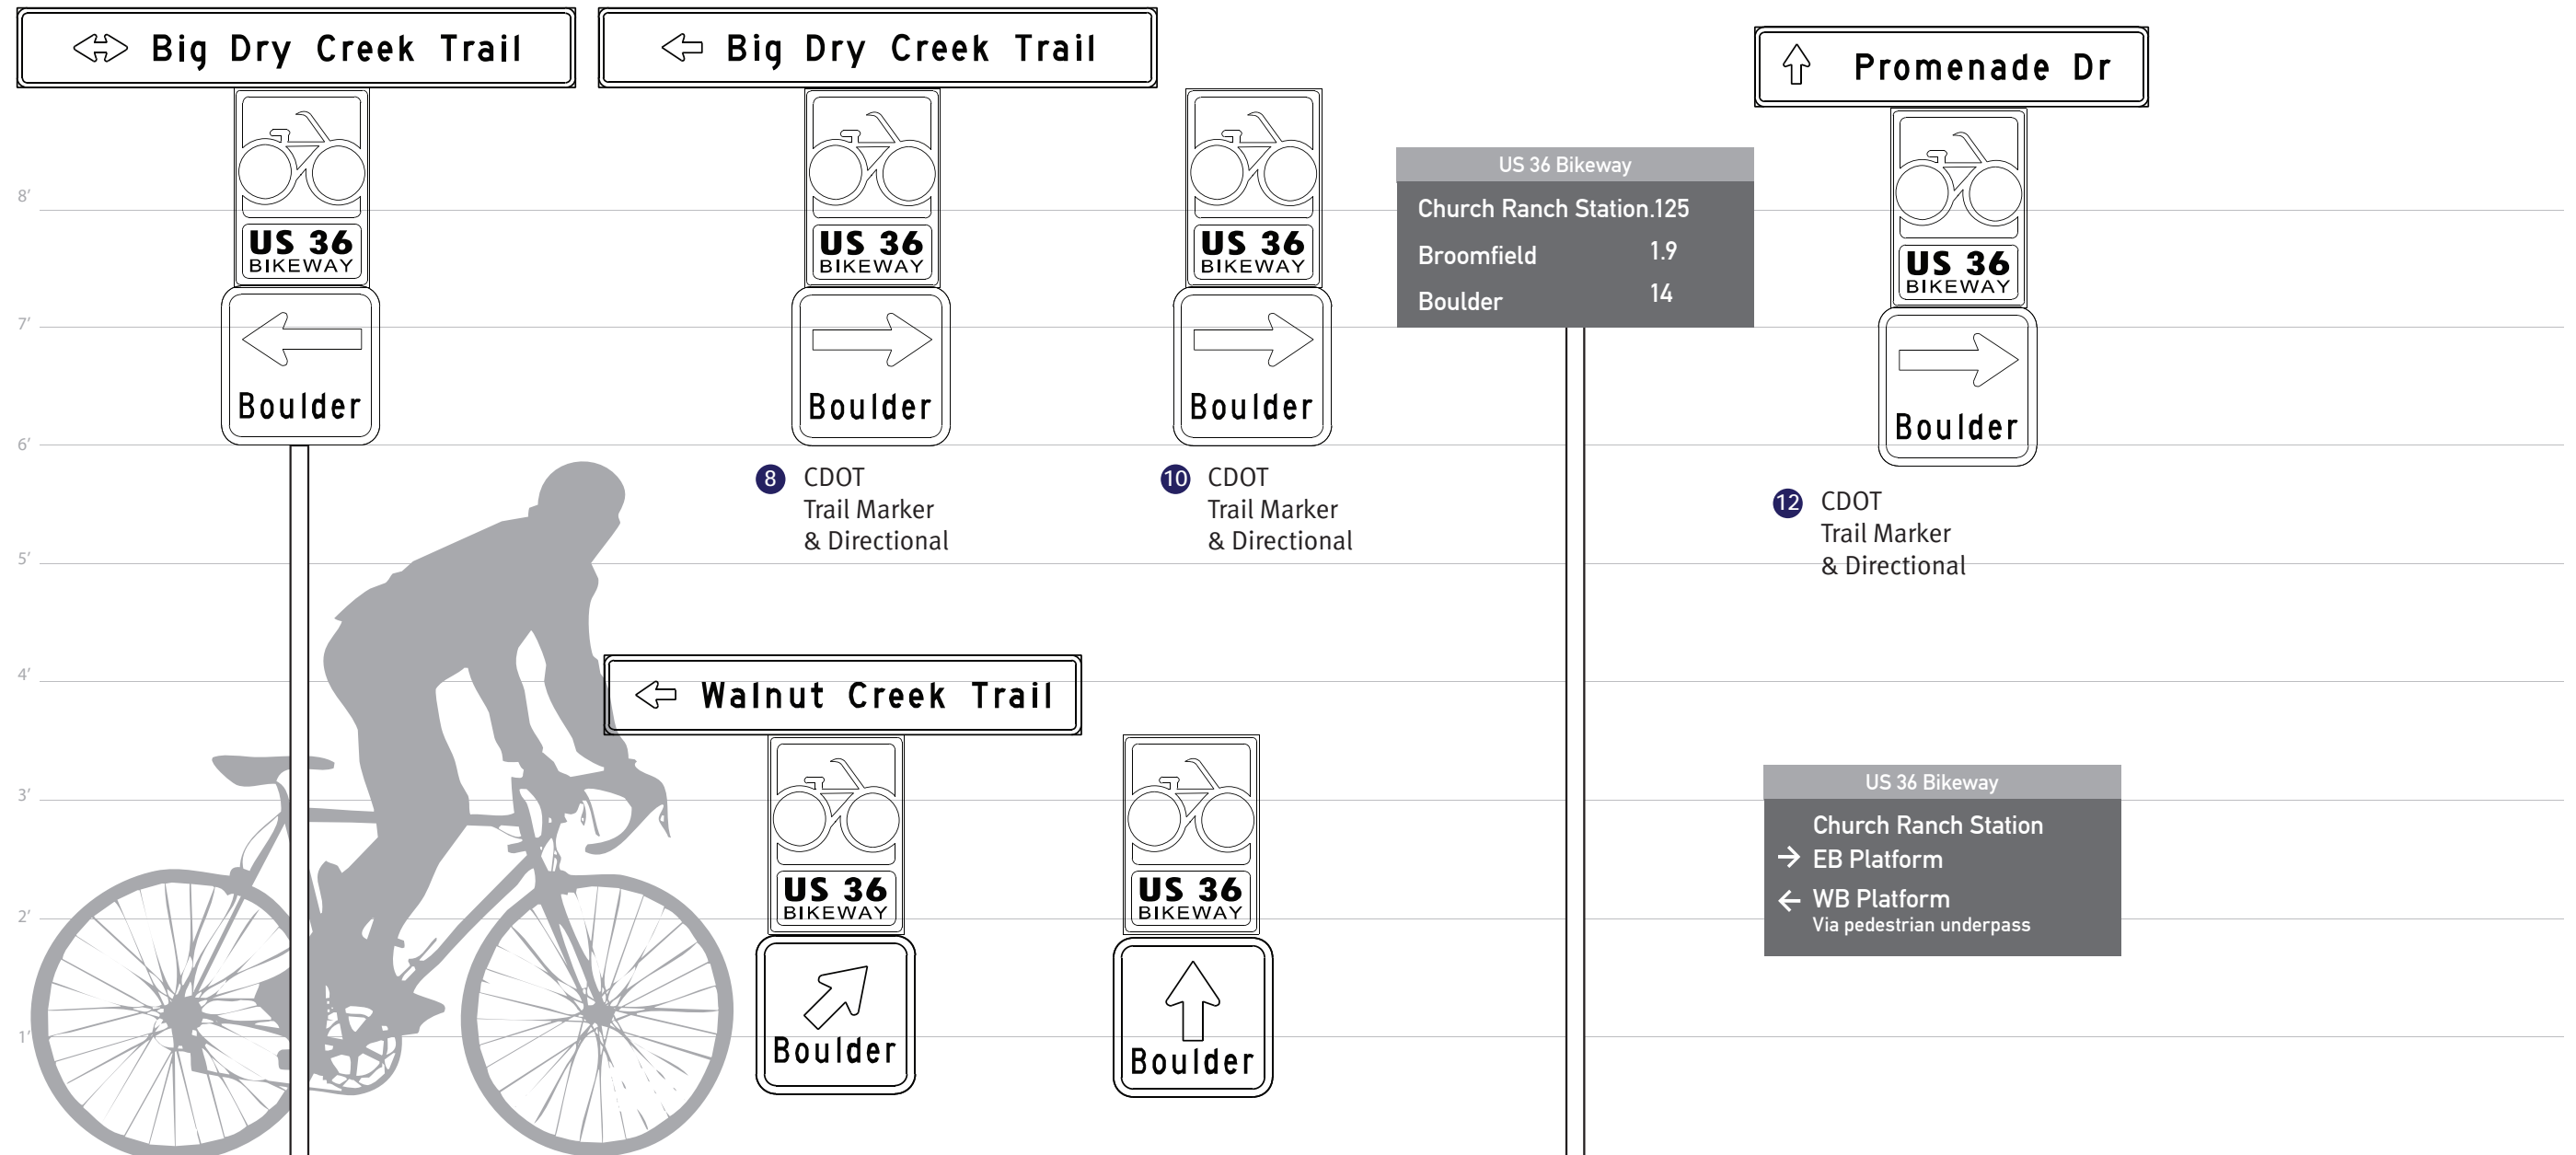 Big Dry Creek Trail
US 36
BIKEWAY
Boulder
Big Dry Creek Trail
US 36
BIKEWAY
Boulder
8 CDOT
Trail Marker
& Directional
US 36
BIKEWAY
Boulder
10 CDOT
Trail Marker
& Directional
US 36 Bikeway
Church Ranch Station.125
Broomfield 1.9
Boulder 14
Promenade Dr
US 36
BIKEWAY
Boulder
12 CDOT
Trail Marker
& Directional
8'
7'
6'
5'
4'
3'
2'
1'
Walnut Creek Trail
US 36
BIKEWAY
Boulder
US 36
BIKEWAY
Boulder
US 36 Bikeway
Church Ranch Station
→ EB Platform
← WB Platform
Via pedestrian underpass